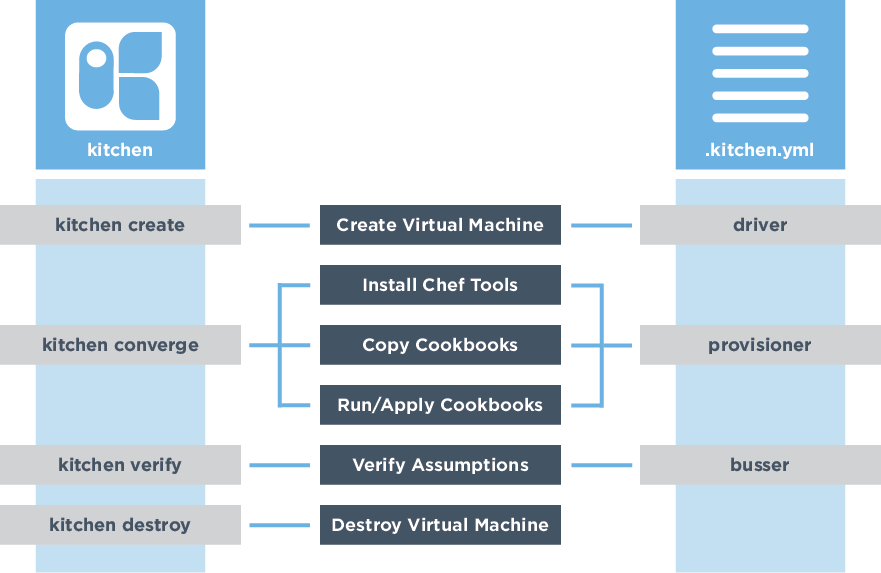 kitchen
.kitchen.yml
kitchen create
Create Virtual Machine
driver
Install Chef Tools
kitchen converge
Copy Cookbooks
provisioner
Run/Apply Cookbooks
kitchen verify
Verify Assumptions
busser
kitchen destroy
Destroy Virtual Machine